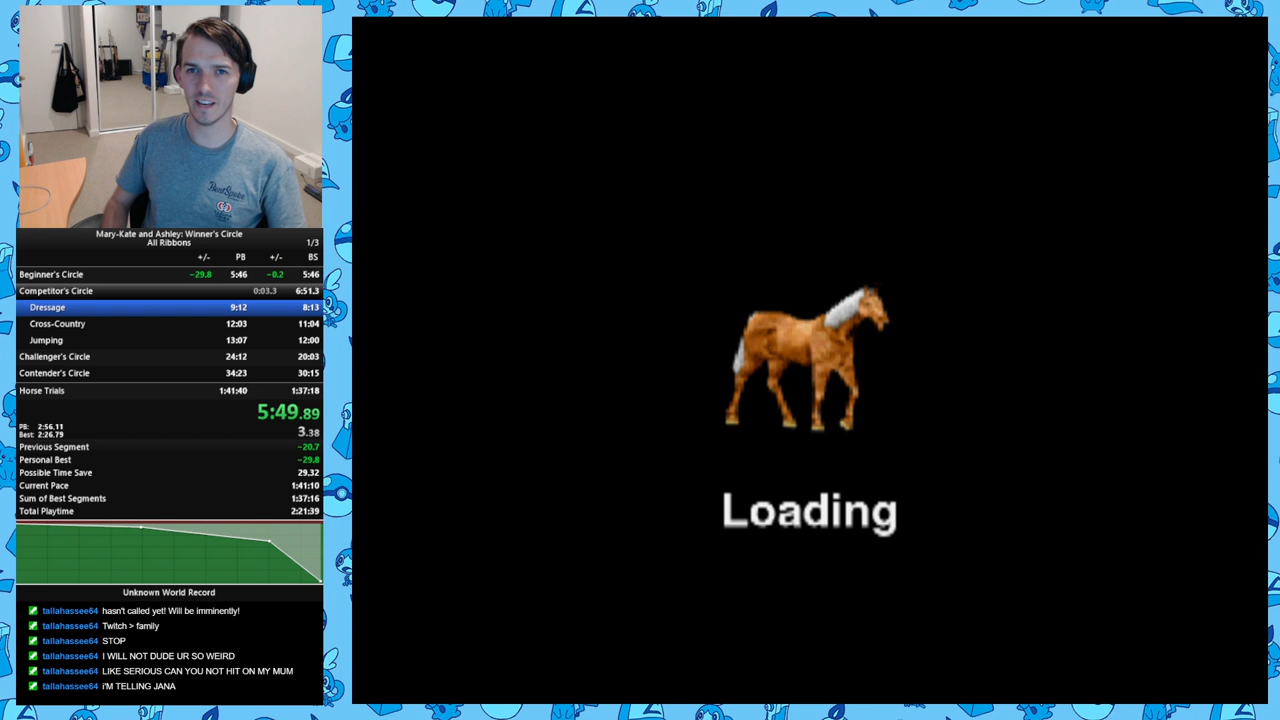 Mary-Kate and Ashley: Winner's Circle
All Ribbons 1/3
+/- PB +/- BS
Beginner's Circle −29.8 5:46 −0.2 5:46
Competitor's Circle 0:03.3 6:51.3
Dressage 9:12 8:13
Cross-Country 12:03 11:04
Jumping 13:07 12:00
Challenger's Circle 24:12 20:03
Contender's Circle 34:23 30:15
Horse Trials 1:41:40 1:37:18
5:49.89
PB: 2:56.11 3.38
Best: 2:26.79
Previous Segment −20.7
Personal Best −29.8
Possible Time Save 29.32
Current Pace 1:41:10
Sum of Best Segments 1:37:16
Total Playtime 2:21:39
Unknown World Record
tallahassee64 hasn't called yet! Will be imminently!
tallahassee64 Twitch > family
tallahassee64 STOP
tallahassee64 I WILL NOT DUDE UR SO WEIRD
tallahassee64 LIKE SERIOUS CAN YOU NOT HIT ON MY MUM
tallahassee64 i'M TELLING JANA
Loading